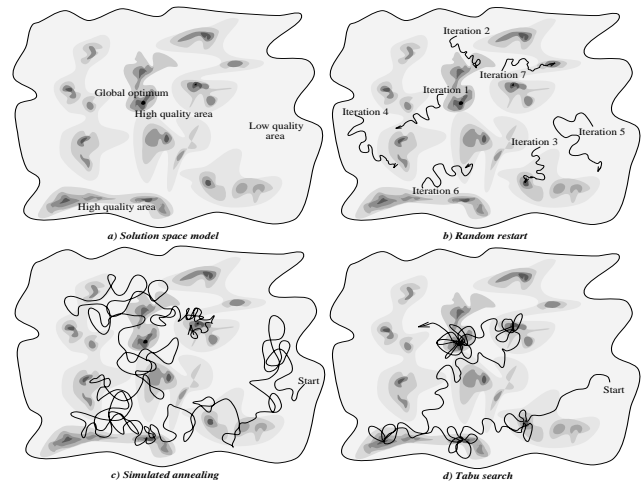 Global optimum
High quality area
Low quality
area
High quality area
a) Solution space model
Iteration 2
Iteration 7
Iteration 1
Iteration 4
Iteration 5
Iteration 3
Iteration 6
b) Random restart
Start
c) Simulated annealing
Start
d) Tabu search